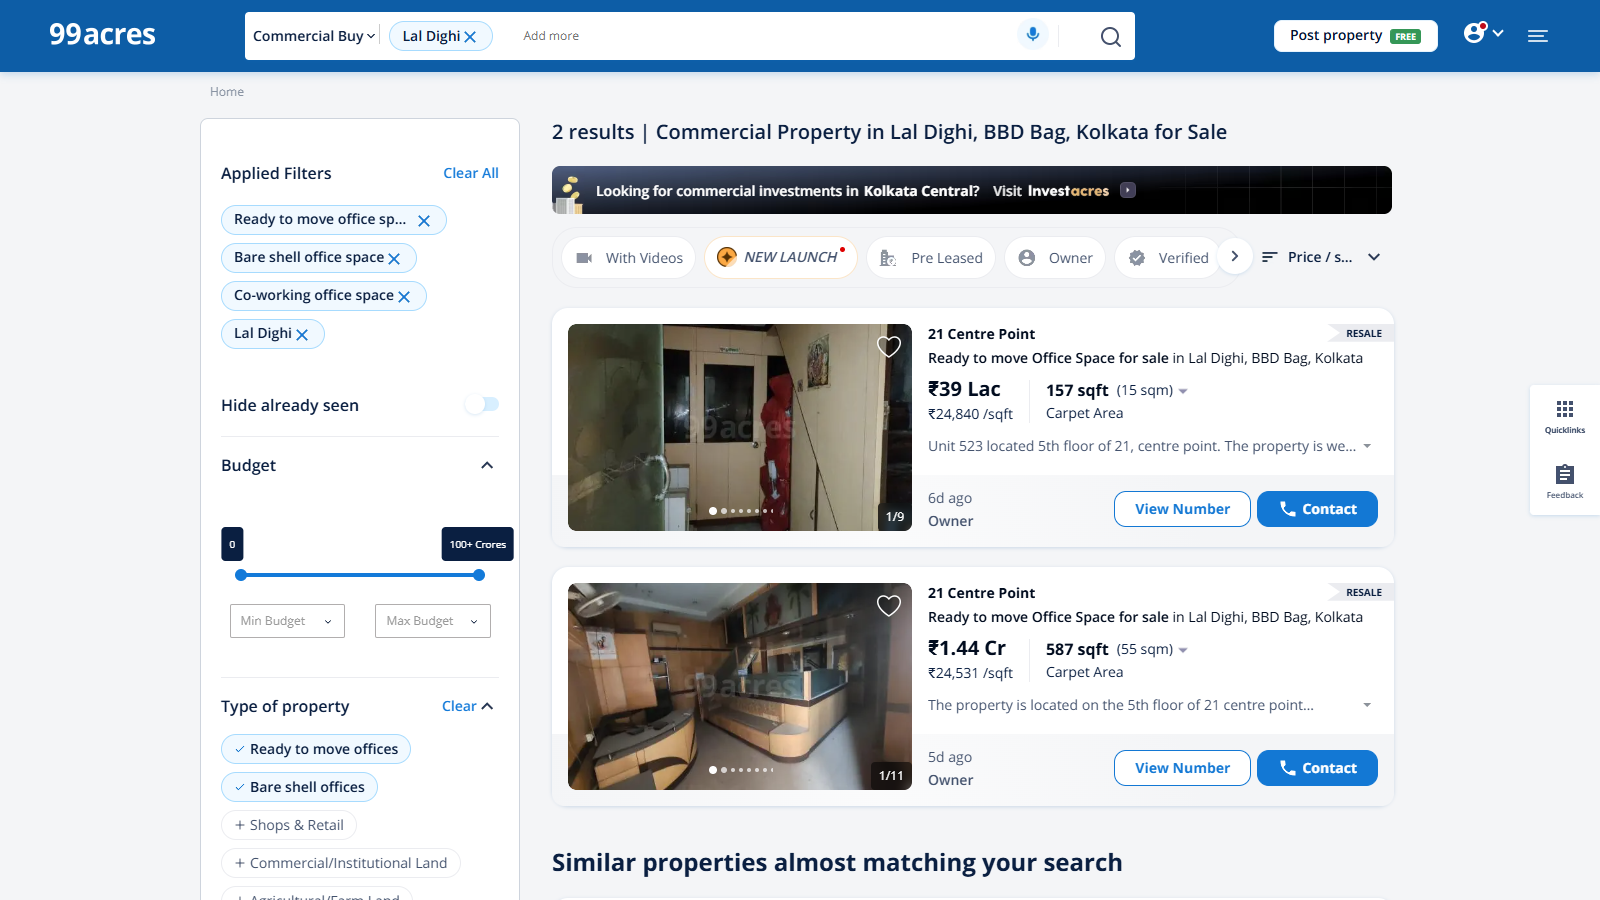 99acres
Commercial Buy
Lal Dighi
Add more
Post property FREE
Home
Applied Filters
Clear All
Ready to move office sp...
Bare shell office space
Co-working office space
Lal Dighi
Hide already seen
Budget
0
100+ Crores
Min Budget
Max Budget
Type of property
Clear
Ready to move offices
Bare shell offices
+ Shops & Retail
+ Commercial/Institutional Land
+ Agricultural/Farm Land
2 results | Commercial Property in Lal Dighi, BBD Bag, Kolkata for Sale
Looking for commercial investments in Kolkata Central? Visit Investacres
With Videos
NEW LAUNCH
Pre Leased
Owner
Verified
Price / s...
99acres
1/9
21 Centre Point
RESALE
Ready to move Office Space for sale in Lal Dighi, BBD Bag, Kolkata
₹39 Lac
157 sqft (15 sqm)
₹24,840 /sqft
Carpet Area
Unit 523 located 5th floor of 21, centre point. The property is we...
6d ago
Owner
View Number
Contact
99acres
1/11
21 Centre Point
RESALE
Ready to move Office Space for sale in Lal Dighi, BBD Bag, Kolkata
₹1.44 Cr
587 sqft (55 sqm)
₹24,531 /sqft
Carpet Area
The property is located on the 5th floor of 21 centre point...
5d ago
Owner
View Number
Contact
Similar properties almost matching your search
Quicklinks
Feedback